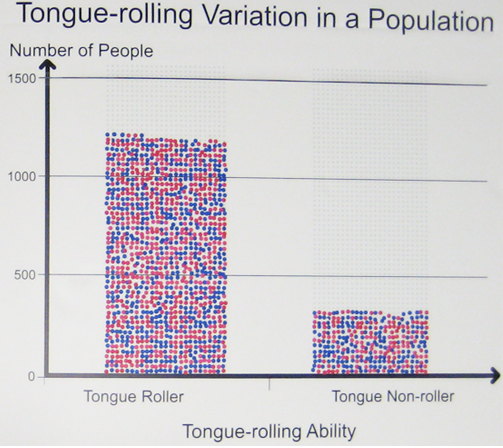 Tongue-rolling Variation in a Population
Number of People
1500
1000
500
0
Tongue Roller
Tongue Non-roller
Tongue-rolling Ability